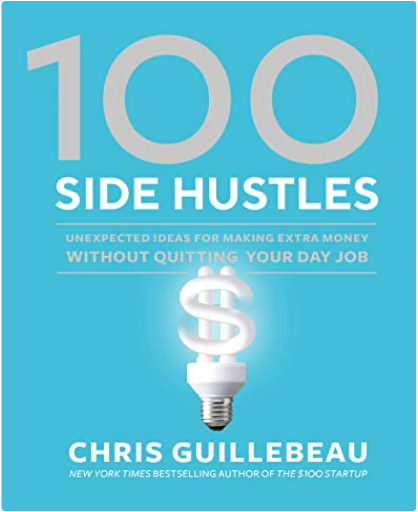 100
SIDE HUSTLES
UNEXPECTED IDEAS FOR MAKING EXTRA MONEY
WITHOUT QUITTING YOUR DAY JOB
$
CHRIS GUILLEBEAU
NEW YORK TIMES BESTSELLING AUTHOR OF THE $100 STARTUP